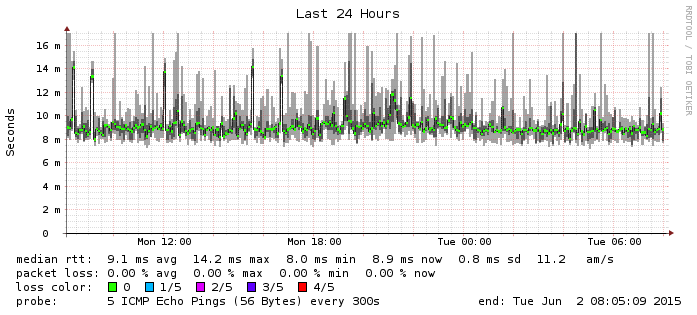 Last 24 Hours
RRDTOOL / TOBI OETIKER
Seconds
16 m
14 m
12 m
10 m
8 m
6 m
4 m
2 m
0
Mon 12:00 Mon 18:00 Tue 00:00 Tue 06:00
median rtt: 9.1 ms avg 14.2 ms max 8.0 ms min 8.9 ms now 0.8 ms sd 11.2 am/s
packet loss: 0.00 % avg 0.00 % max 0.00 % min 0.00 % now
loss color: 0 1/5 2/5 3/5 4/5
probe: 5 ICMP Echo Pings (56 Bytes) every 300s end: Tue Jun 2 08:05:09 2015